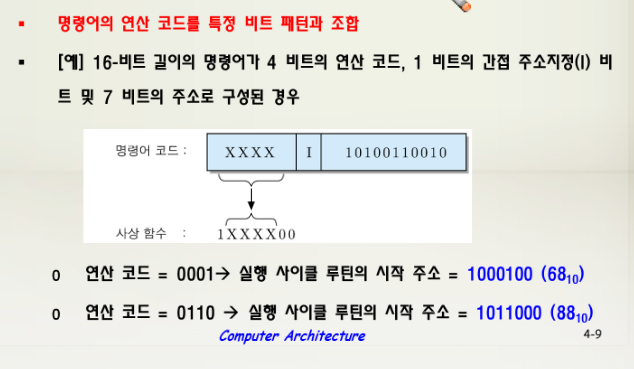 ▪ 명령어의 연산 코드를 특정 비트 패턴과 조합
▪ [예] 16-비트 길이의 명령어가 4 비트의 연산 코드, 1 비트의 간접 주소지정(I) 비
트 및 7 비트의 주소로 구성된 경우
명령어 코드 : XXXX I 10100110010
사상 함수 : 1XXXX00
o 연산 코드 = 0001→ 실행 사이클 루틴의 시작 주소 = 1000100 (68₁₀)
o 연산 코드 = 0110 → 실행 사이클 루틴의 시작 주소 = 1011000 (88₁₀)
Computer Architecture 4-9